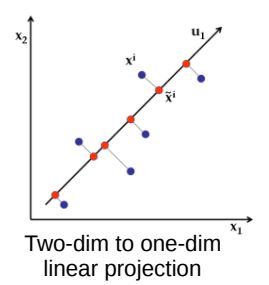 x₂
u₁
xⁱ
x̃ⁱ
x₁
Two-dim to one-dim
linear projection